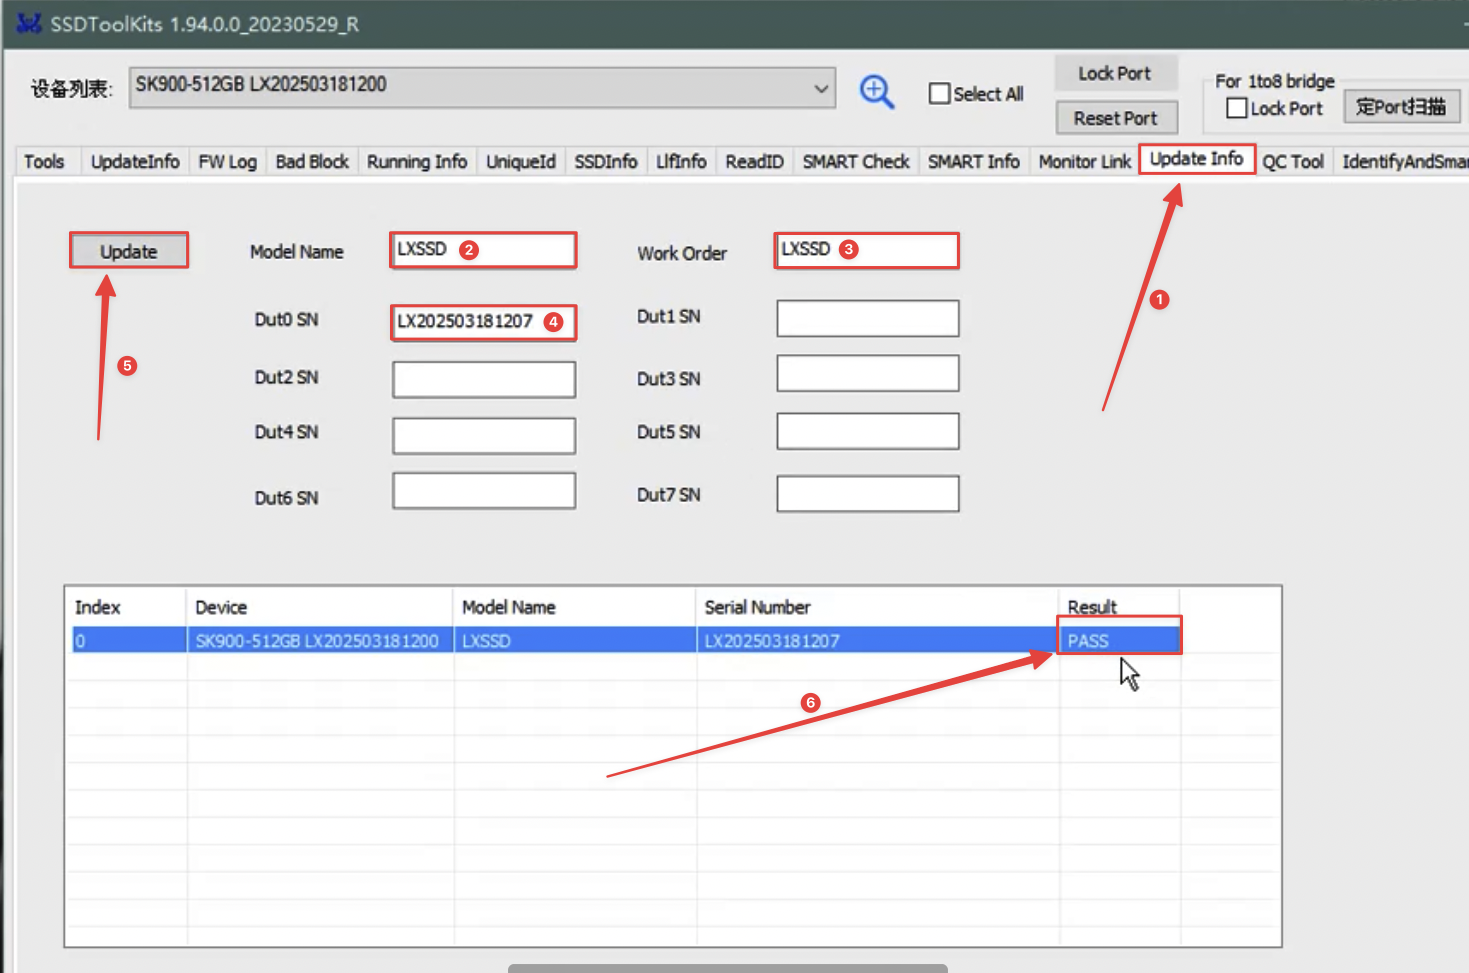 SSDToolKits 1.94.0.0_20230529_R
设备列表: SK900-512GB LX202503181200 Select All Lock Port Reset Port For 1to8 bridge Lock Port 定Port扫描
Tools UpdateInfo FW Log Bad Block Running Info UniqueId SSDInfo LlfInfo ReadID SMART Check SMART Info Monitor Link Update Info QC Tool IdentifyAndSmar
1
Update Model Name LXSSD 2 Work Order LXSSD 3
Dut0 SN LX202503181207 4 Dut1 SN
5
Dut2 SN Dut3 SN
Dut4 SN Dut5 SN
Dut6 SN Dut7 SN
Index Device Model Name Serial Number Result
0 SK900-512GB LX202503181200 LXSSD LX202503181207 PASS
6